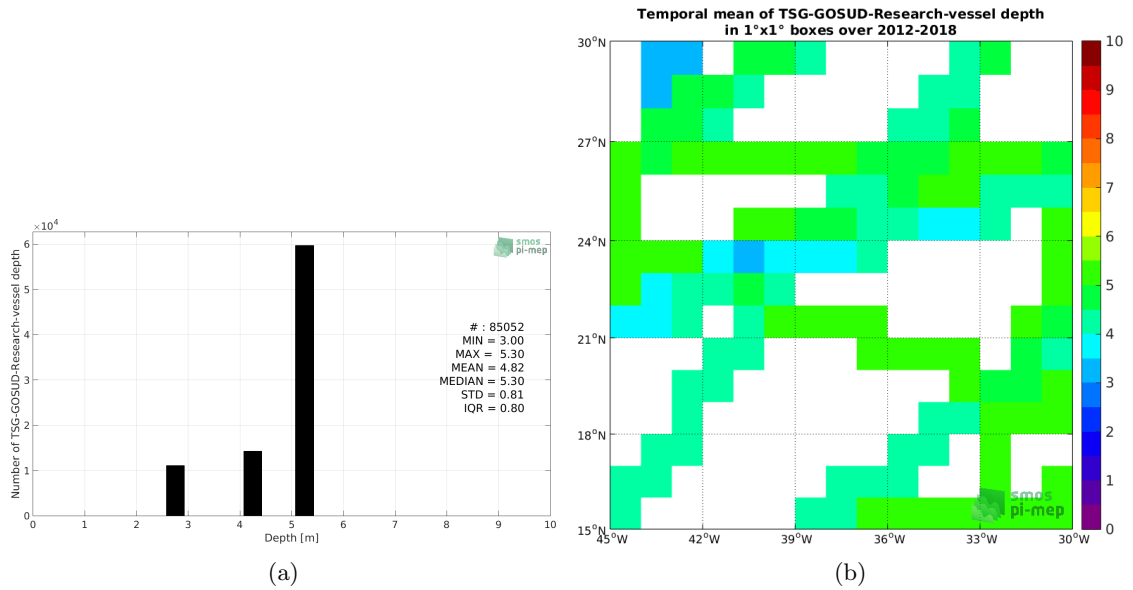 ×10^4
6
5
4
3
2
1
0
Number of TSG-GOSUD-Research-vessel depth
smos
pi-mep
# : 85052
MIN = 3.00
MAX = 5.30
MEAN = 4.82
MEDIAN = 5.30
STD = 0.81
IQR = 0.80
0 1 2 3 4 5 6 7 8 9 10
Depth [m]
(a)
Temporal mean of TSG-GOSUD-Research-vessel depth
in 1°x1° boxes over 2012-2018
30°N
27°N
24°N
21°N
18°N
15°N
45°W 42°W 39°W 36°W 33°W 30°W
smos
pi-mep
10
9
8
7
6
5
4
3
2
1
0
(b)